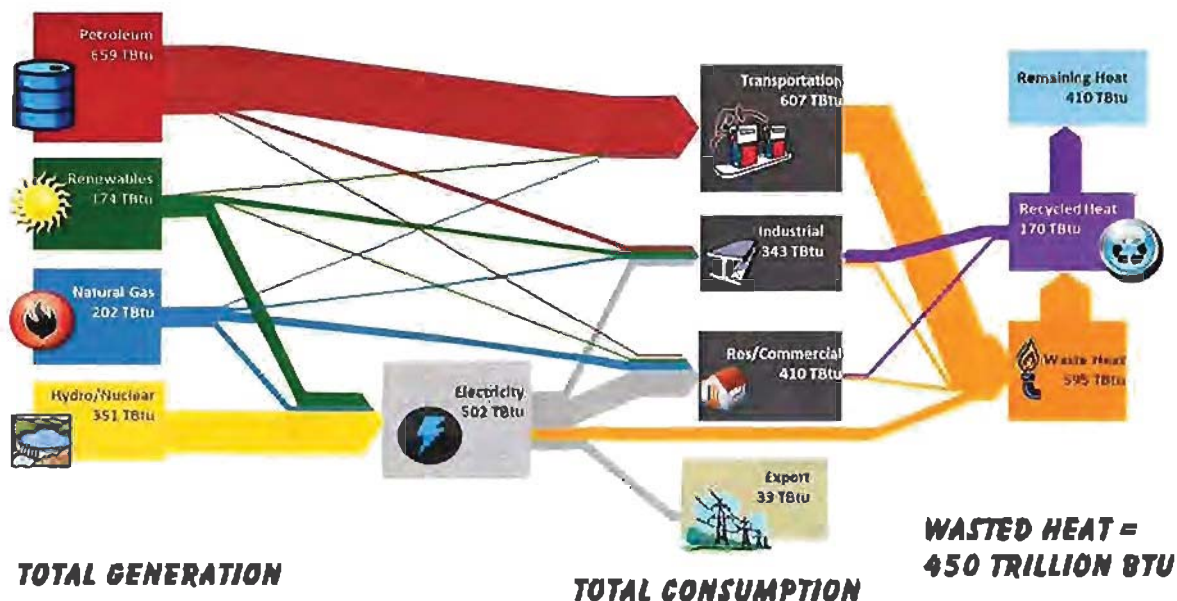 Petroleum
659 TBtu
Renewables
174 TBtu
Natural Gas
202 TBtu
Hydro/Nuclear
351 TBtu
Electricity
502 TBtu
Transportation
607 TBtu
Industrial
343 TBtu
Res/Commercial
410 TBtu
Export
33 TBtu
Remaining Heat
410 TBtu
Recycled Heat
170 TBtu
Waste Heat
595 TBtu
TOTAL GENERATION
TOTAL CONSUMPTION
WASTED HEAT =
450 TRILLION BTU